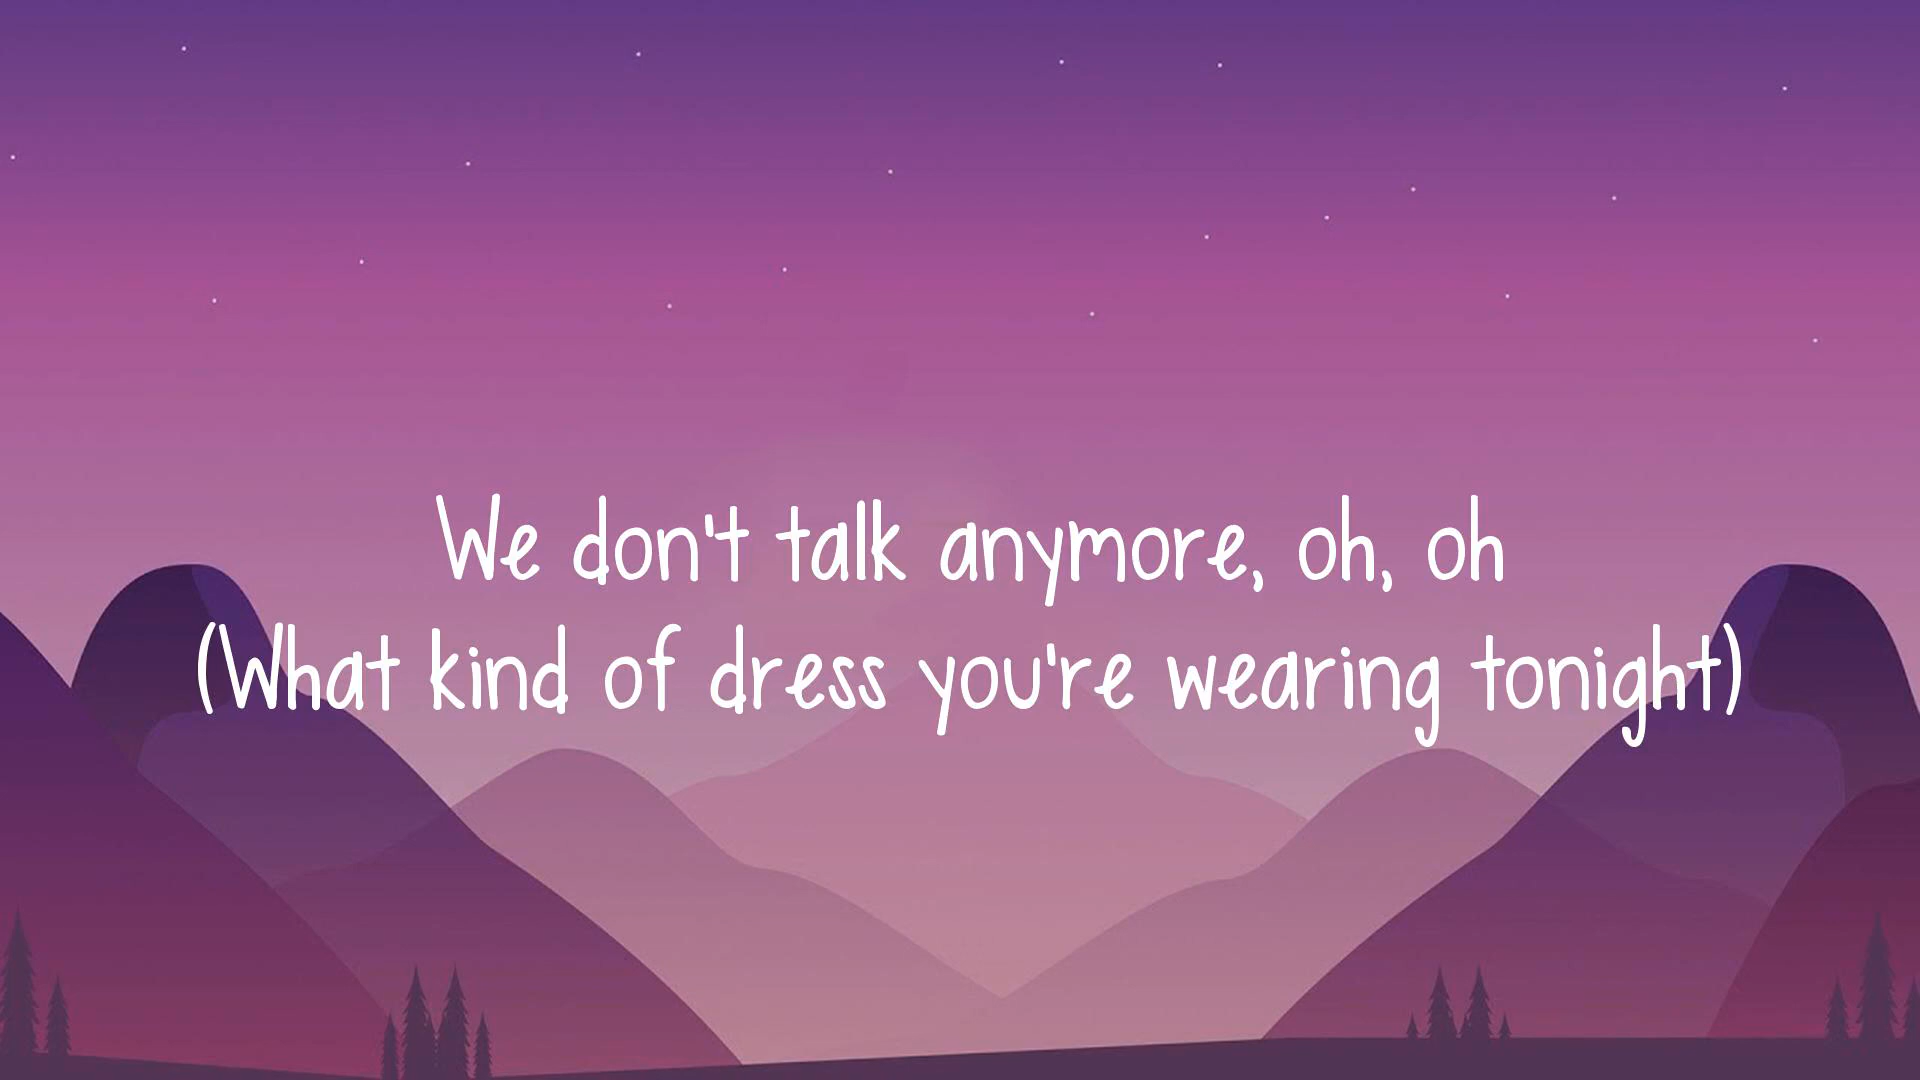 We don't talk anymore, oh, oh
(What kind of dress you're wearing tonight)